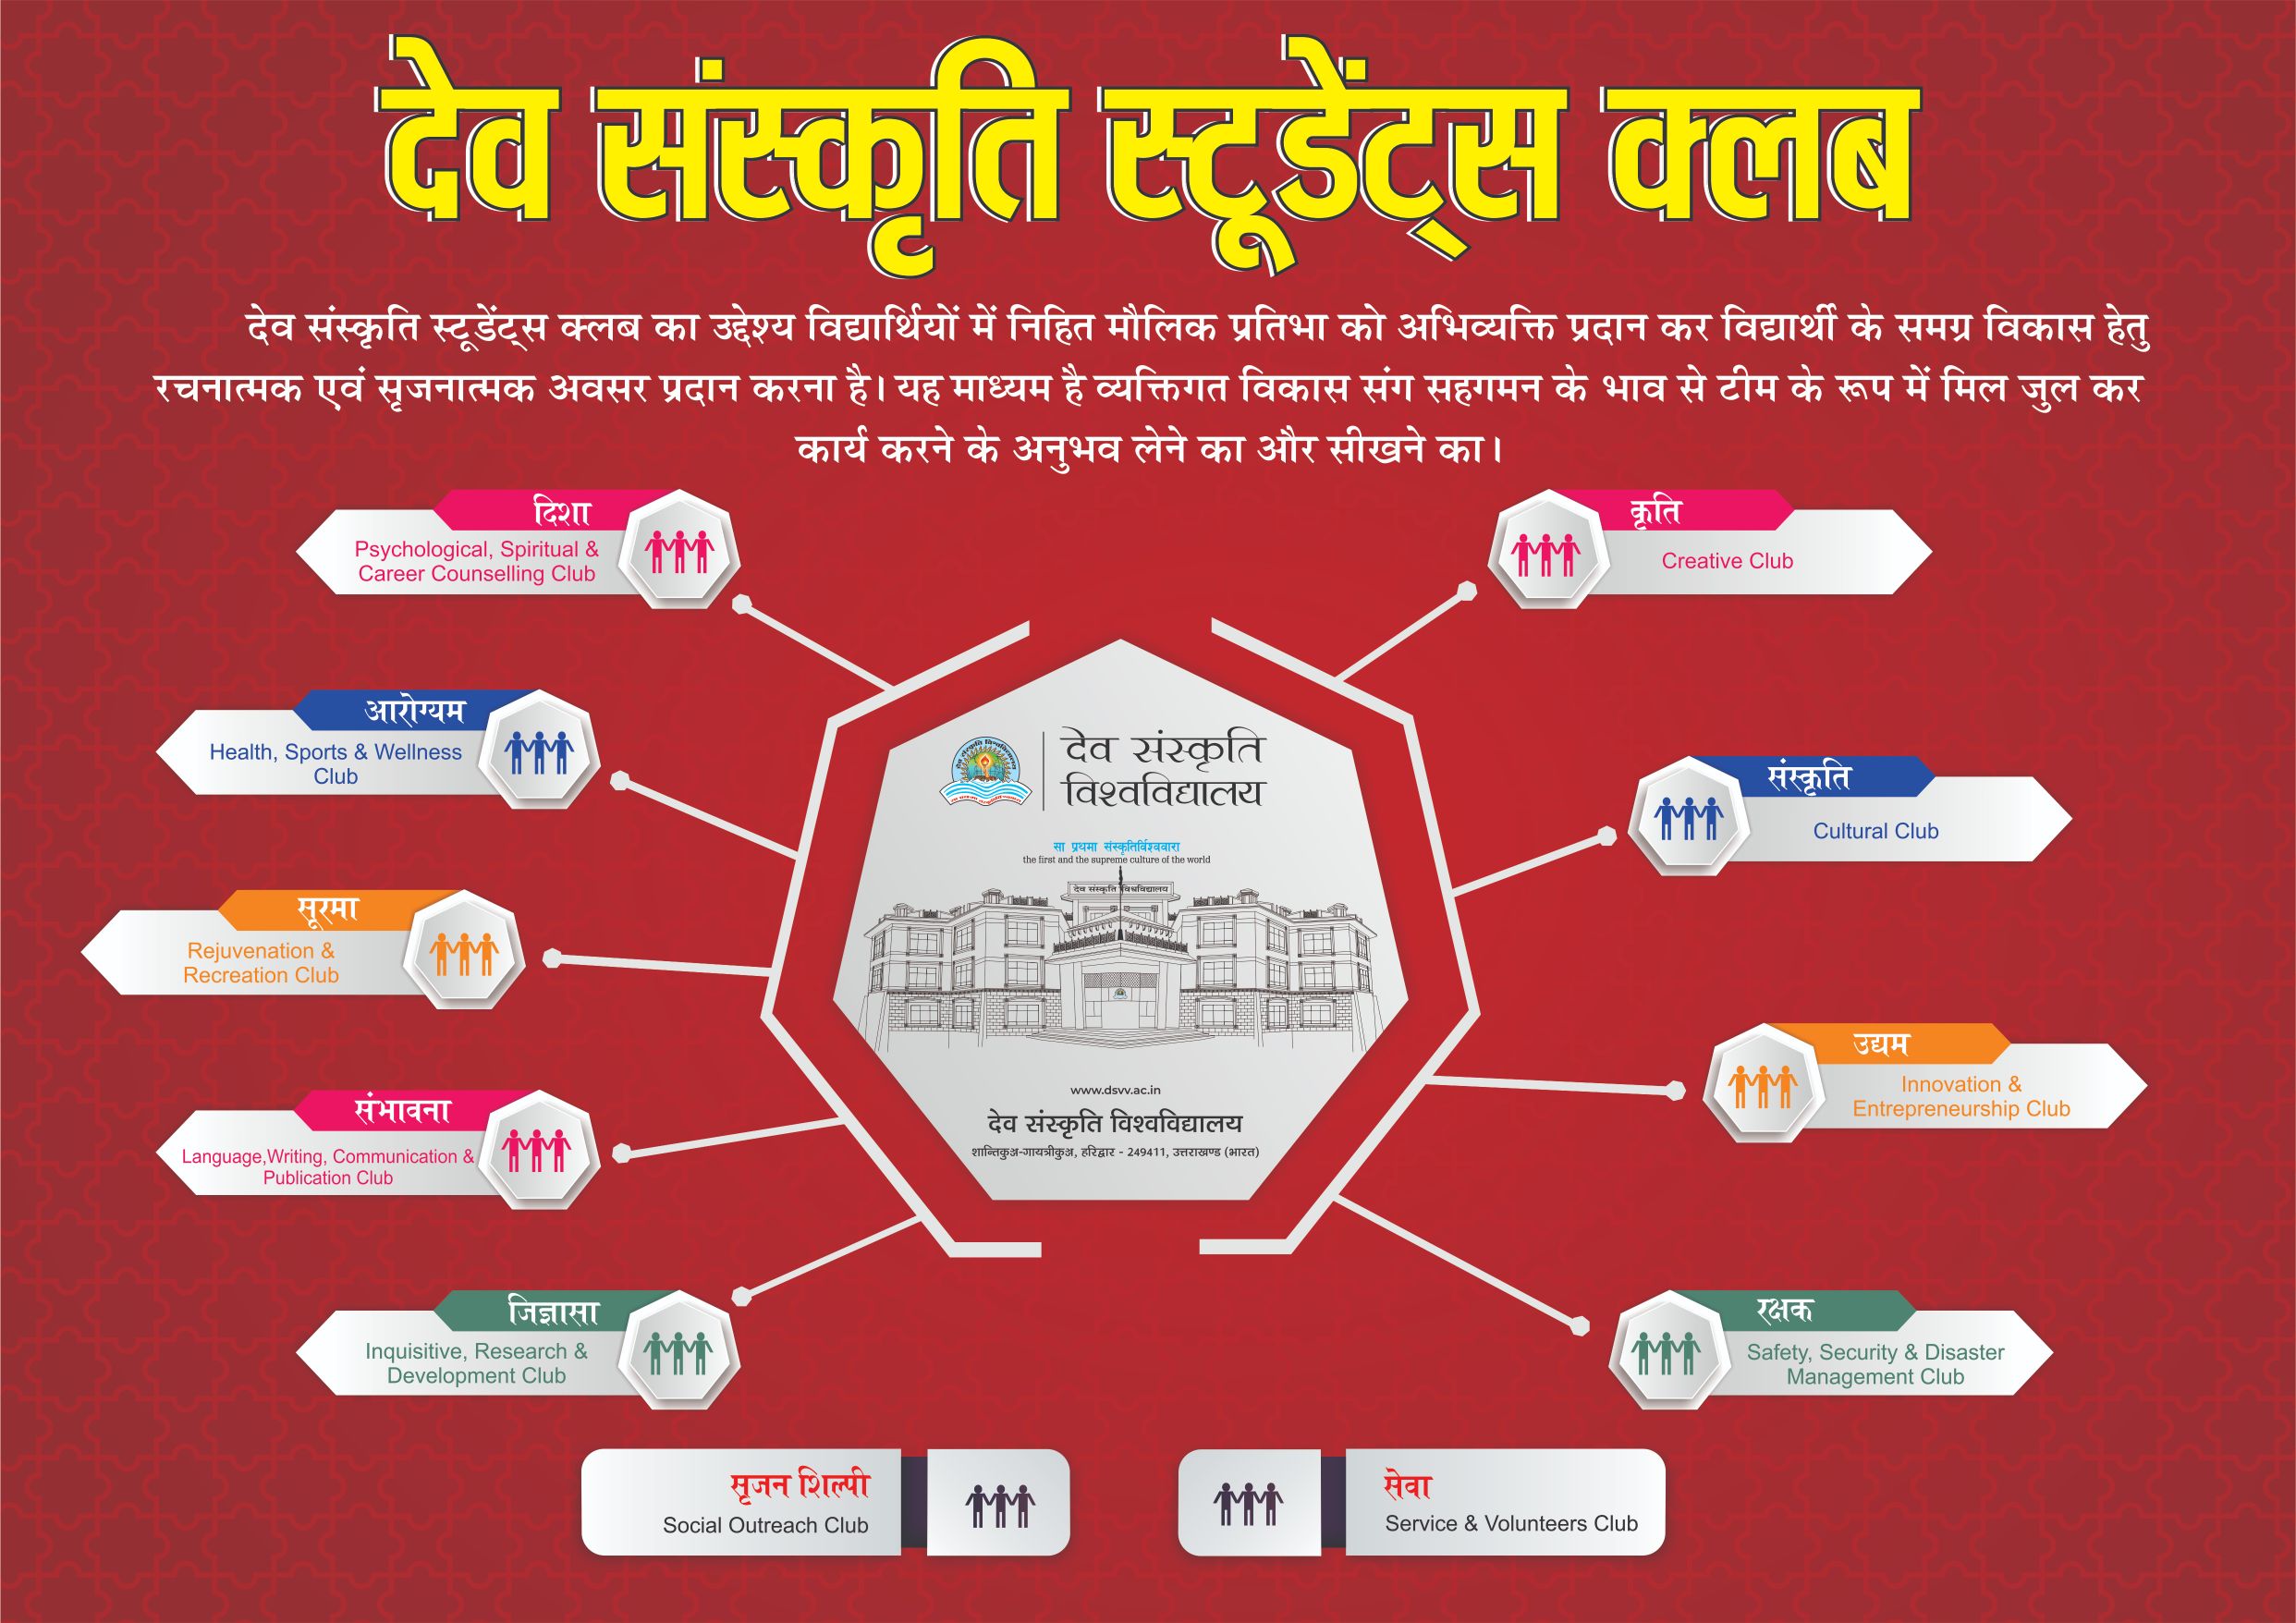 देव संस्कृति स्टूडेंट्स क्लब
देव संस्कृति स्टूडेंट्स क्लब का उद्देश्य विद्यार्थियों में निहित मौलिक प्रतिभा को अभिव्यक्ति प्रदान कर विद्यार्थी के समग्र विकास हेतु
रचनात्मक एवं सृजनात्मक अवसर प्रदान करना है। यह माध्यम है व्यक्तिगत विकास संग सहगमन के भाव से टीम के रूप में मिल जुल कर
कार्य करने के अनुभव लेने का और सीखने का।
दिशा
Psychological, Spiritual &
Career Counselling Club
आरोग्यम
Health, Sports & Wellness
Club
सूरमा
Rejuvenation &
Recreation Club
संभावना
Language,Writing, Communication &
Publication Club
जिज्ञासा
Inquisitive, Research &
Development Club
देव संस्कृति
विश्वविद्यालय
सा प्रथमा संस्कृतिर्विश्ववारा
the first and the supreme culture of the world
देव संस्कृति विश्वविद्यालय
www.dsvv.ac.in
देव संस्कृति विश्वविद्यालय
शान्तिकुञ्ज-गायत्रीकुञ्ज, हरिद्वार - 249411, उत्तराखण्ड (भारत)
कृति
Creative Club
संस्कृति
Cultural Club
उद्यम
Innovation &
Entrepreneurship Club
रक्षक
Safety, Security & Disaster
Management Club
सृजन शिल्पी
Social Outreach Club
सेवा
Service & Volunteers Club